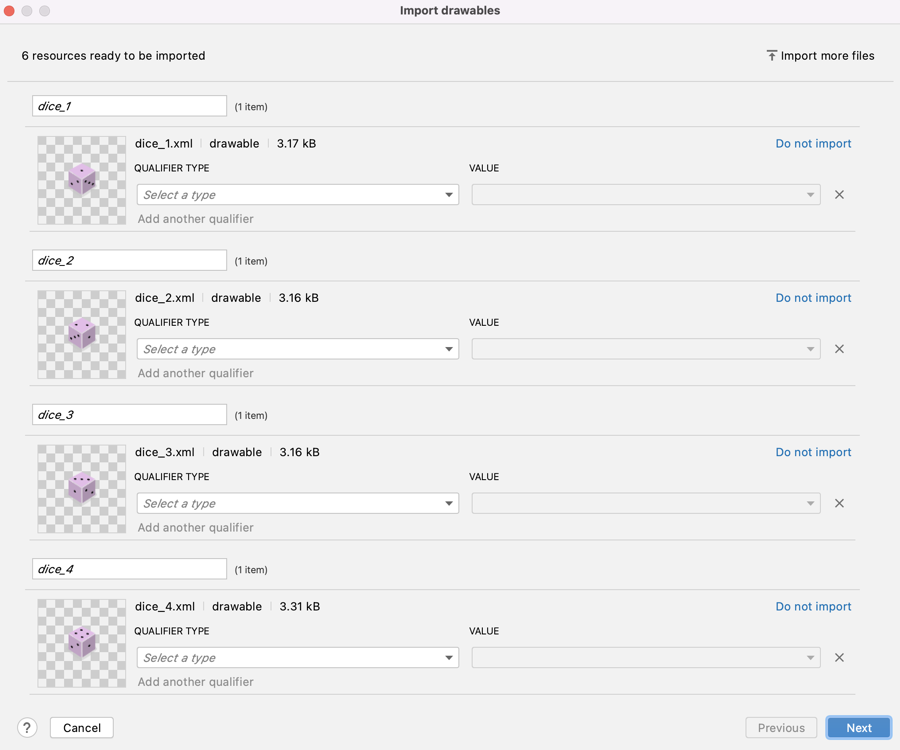 Import drawables
6 resources ready to be imported
Import more files
dice_1 (1 item)
dice_1.xml drawable 3.17 kB Do not import
QUALIFIER TYPE VALUE
Select a type
Add another qualifier
dice_2 (1 item)
dice_2.xml drawable 3.16 kB Do not import
QUALIFIER TYPE VALUE
Select a type
Add another qualifier
dice_3 (1 item)
dice_3.xml drawable 3.16 kB Do not import
QUALIFIER TYPE VALUE
Select a type
Add another qualifier
dice_4 (1 item)
dice_4.xml drawable 3.31 kB Do not import
QUALIFIER TYPE VALUE
Select a type
Add another qualifier
? Cancel Previous Next